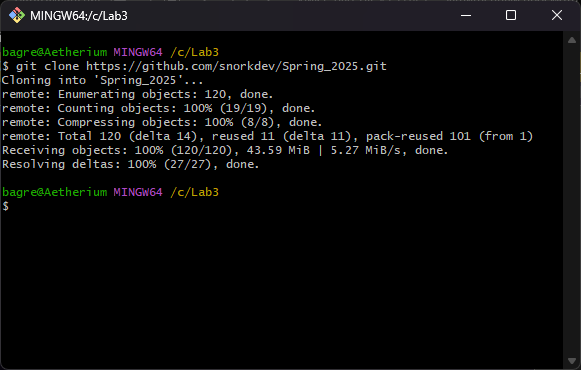 MINGW64:/c/Lab3
bagre@Aetherium MINGW64 /c/Lab3
$ git clone https://github.com/snorkdev/Spring_2025.git
Cloning into 'Spring_2025'...
remote: Enumerating objects: 120, done.
remote: Counting objects: 100% (19/19), done.
remote: Compressing objects: 100% (8/8), done.
remote: Total 120 (delta 14), reused 11 (delta 11), pack-reused 101 (from 1)
Receiving objects: 100% (120/120), 43.59 MiB | 5.27 MiB/s, done.
Resolving deltas: 100% (27/27), done.
bagre@Aetherium MINGW64 /c/Lab3
$